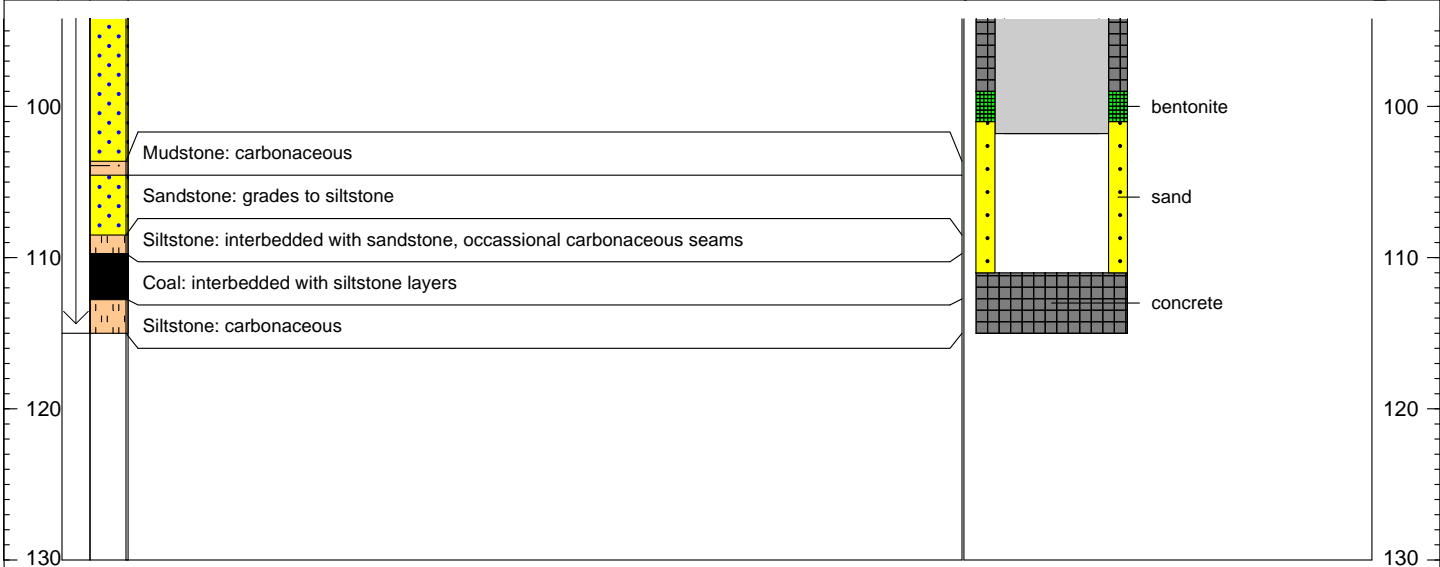 100
bentonite
100
Mudstone: carbonaceous
Sandstone: grades to siltstone
sand
Siltstone: interbedded with sandstone, occassional carbonaceous seams
110
110
Coal: interbedded with siltstone layers
concrete
Siltstone: carbonaceous
120
120
130
130